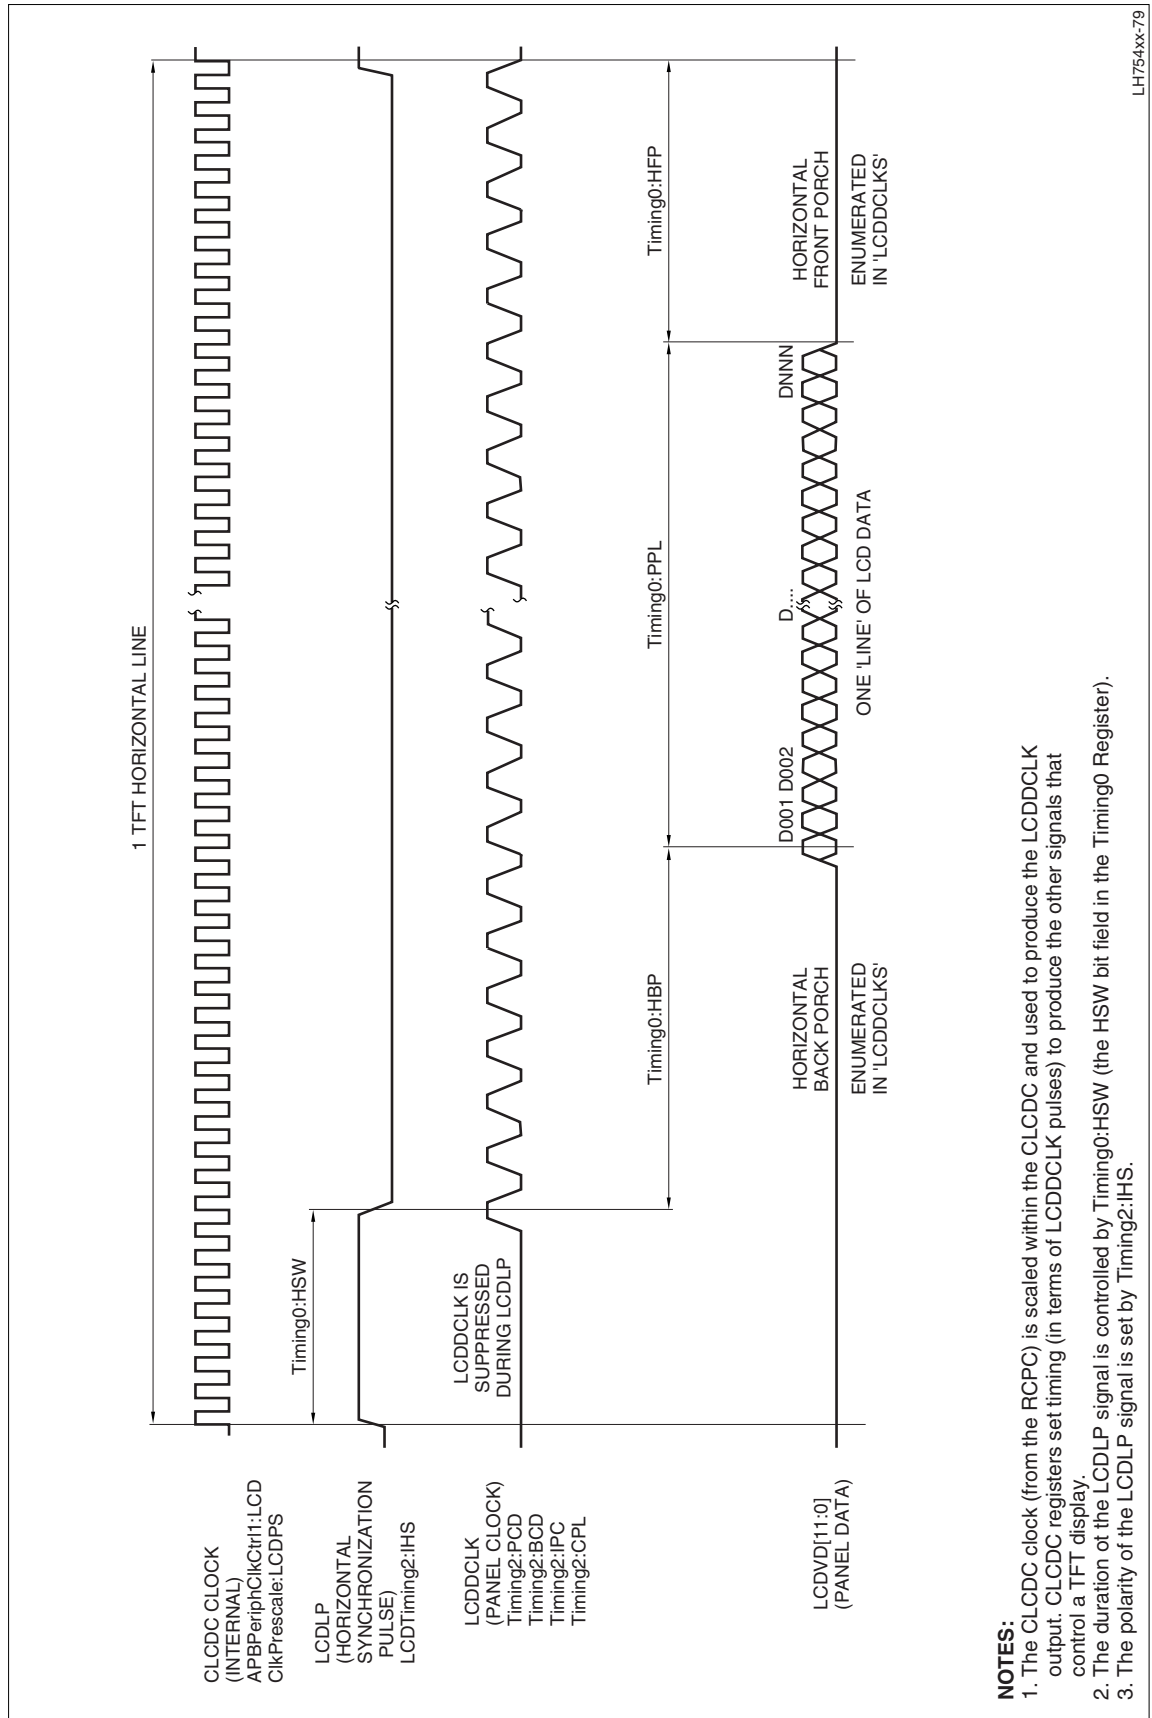 1 TFT HORIZONTAL LINE
CLCDC CLOCK
(INTERNAL)
APBPeriphClkCtrl1:LCD
ClkPrescale:LCDPS
Timing0:HSW
LCDLP
(HORIZONTAL
SYNCHRONIZATION
PULSE)
LCDTiming2:IHS
LCDDCLK IS
SUPPRESSED
DURING LCDLP
LCDDCLK
(PANEL CLOCK)
Timing2:PCD
Timing2:BCD
Timing2:IPC
Timing2:CPL
Timing0:HBP
Timing0:PPL
Timing0:HFP
D001 D002
D....
DNNN
LCDVD[11:0]
(PANEL DATA)
HORIZONTAL
BACK PORCH
ENUMERATED
IN 'LCDDCLKS'
ONE 'LINE' OF LCD DATA
HORIZONTAL
FRONT PORCH
ENUMERATED
IN 'LCDDCLKS'
NOTES:
1. The CLCDC clock (from the RCPC) is scaled within the CLCDC and used to produce the LCDDCLK
output. CLCDC registers set timing (in terms of LCDDCLK pulses) to produce the other signals that
control a TFT display.
2. The duration ot the LCDLP signal is controlled by Timing0:HSW (the HSW bit field in the Timing0 Register).
3. The polarity of the LCDLP signal is set by Timing2:IHS.
LH754xx-79